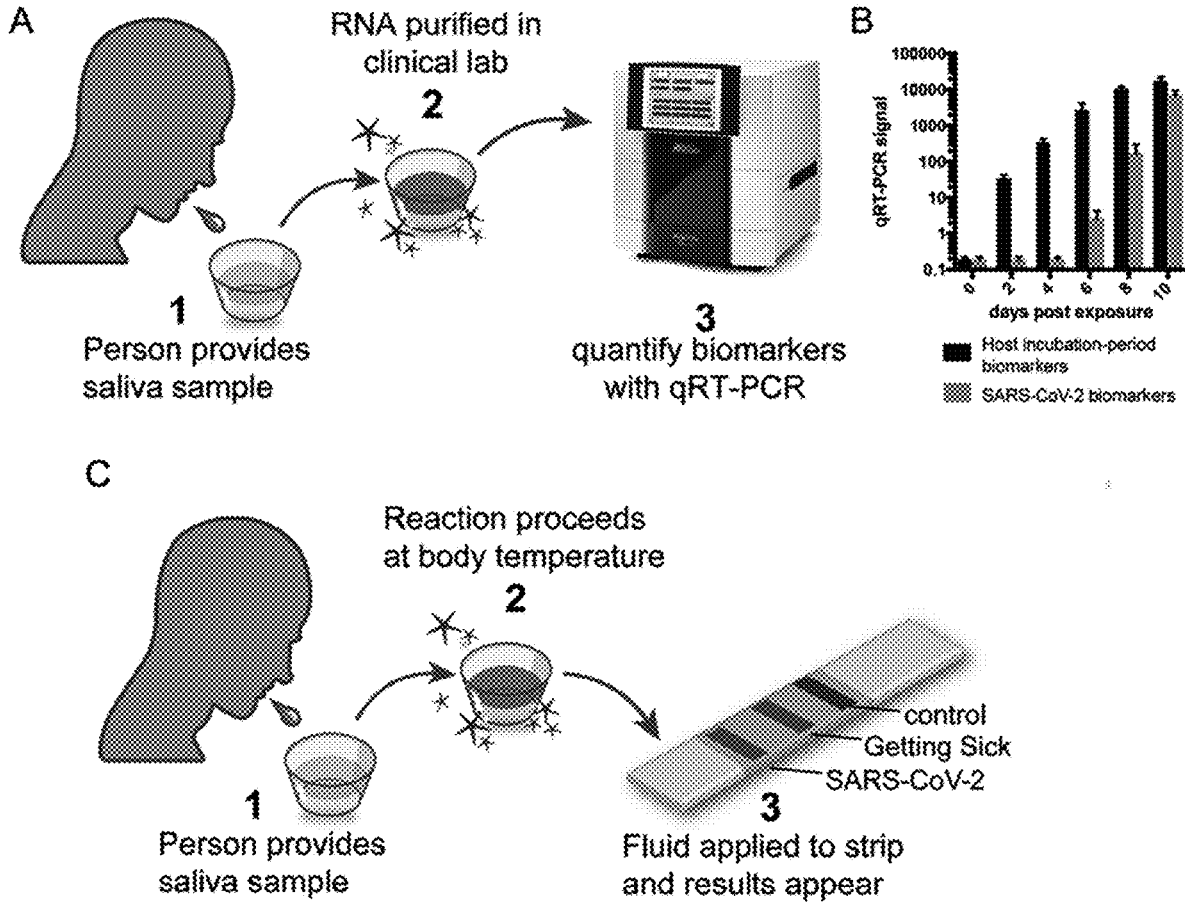 A
RNA purified in
clinical lab
2
1
Person provides
saliva sample
3
quantify biomarkers
with qRT-PCR
B
qRT-PCR signal
100000
10000
1000
100
10
1
0.1
0
2
4
6
8
10
days post exposure
Host incubation-period
biomarkers
SARS-CoV-2 biomarkers
C
Reaction proceeds
at body temperature
2
1
Person provides
saliva sample
control
Getting Sick
SARS-CoV-2
3
Fluid applied to strip
and results appear